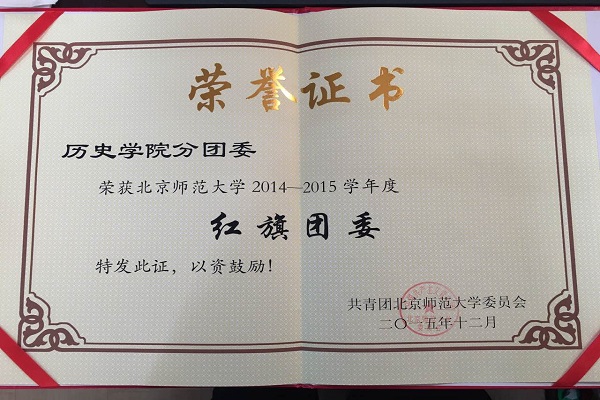 荣誉证书
历史学院分团委
荣获北京师范大学 2014—2015 学年度
红旗团委
特发此证，以资鼓励！
共青团北京师范大学委员会
二〇一五年十二月